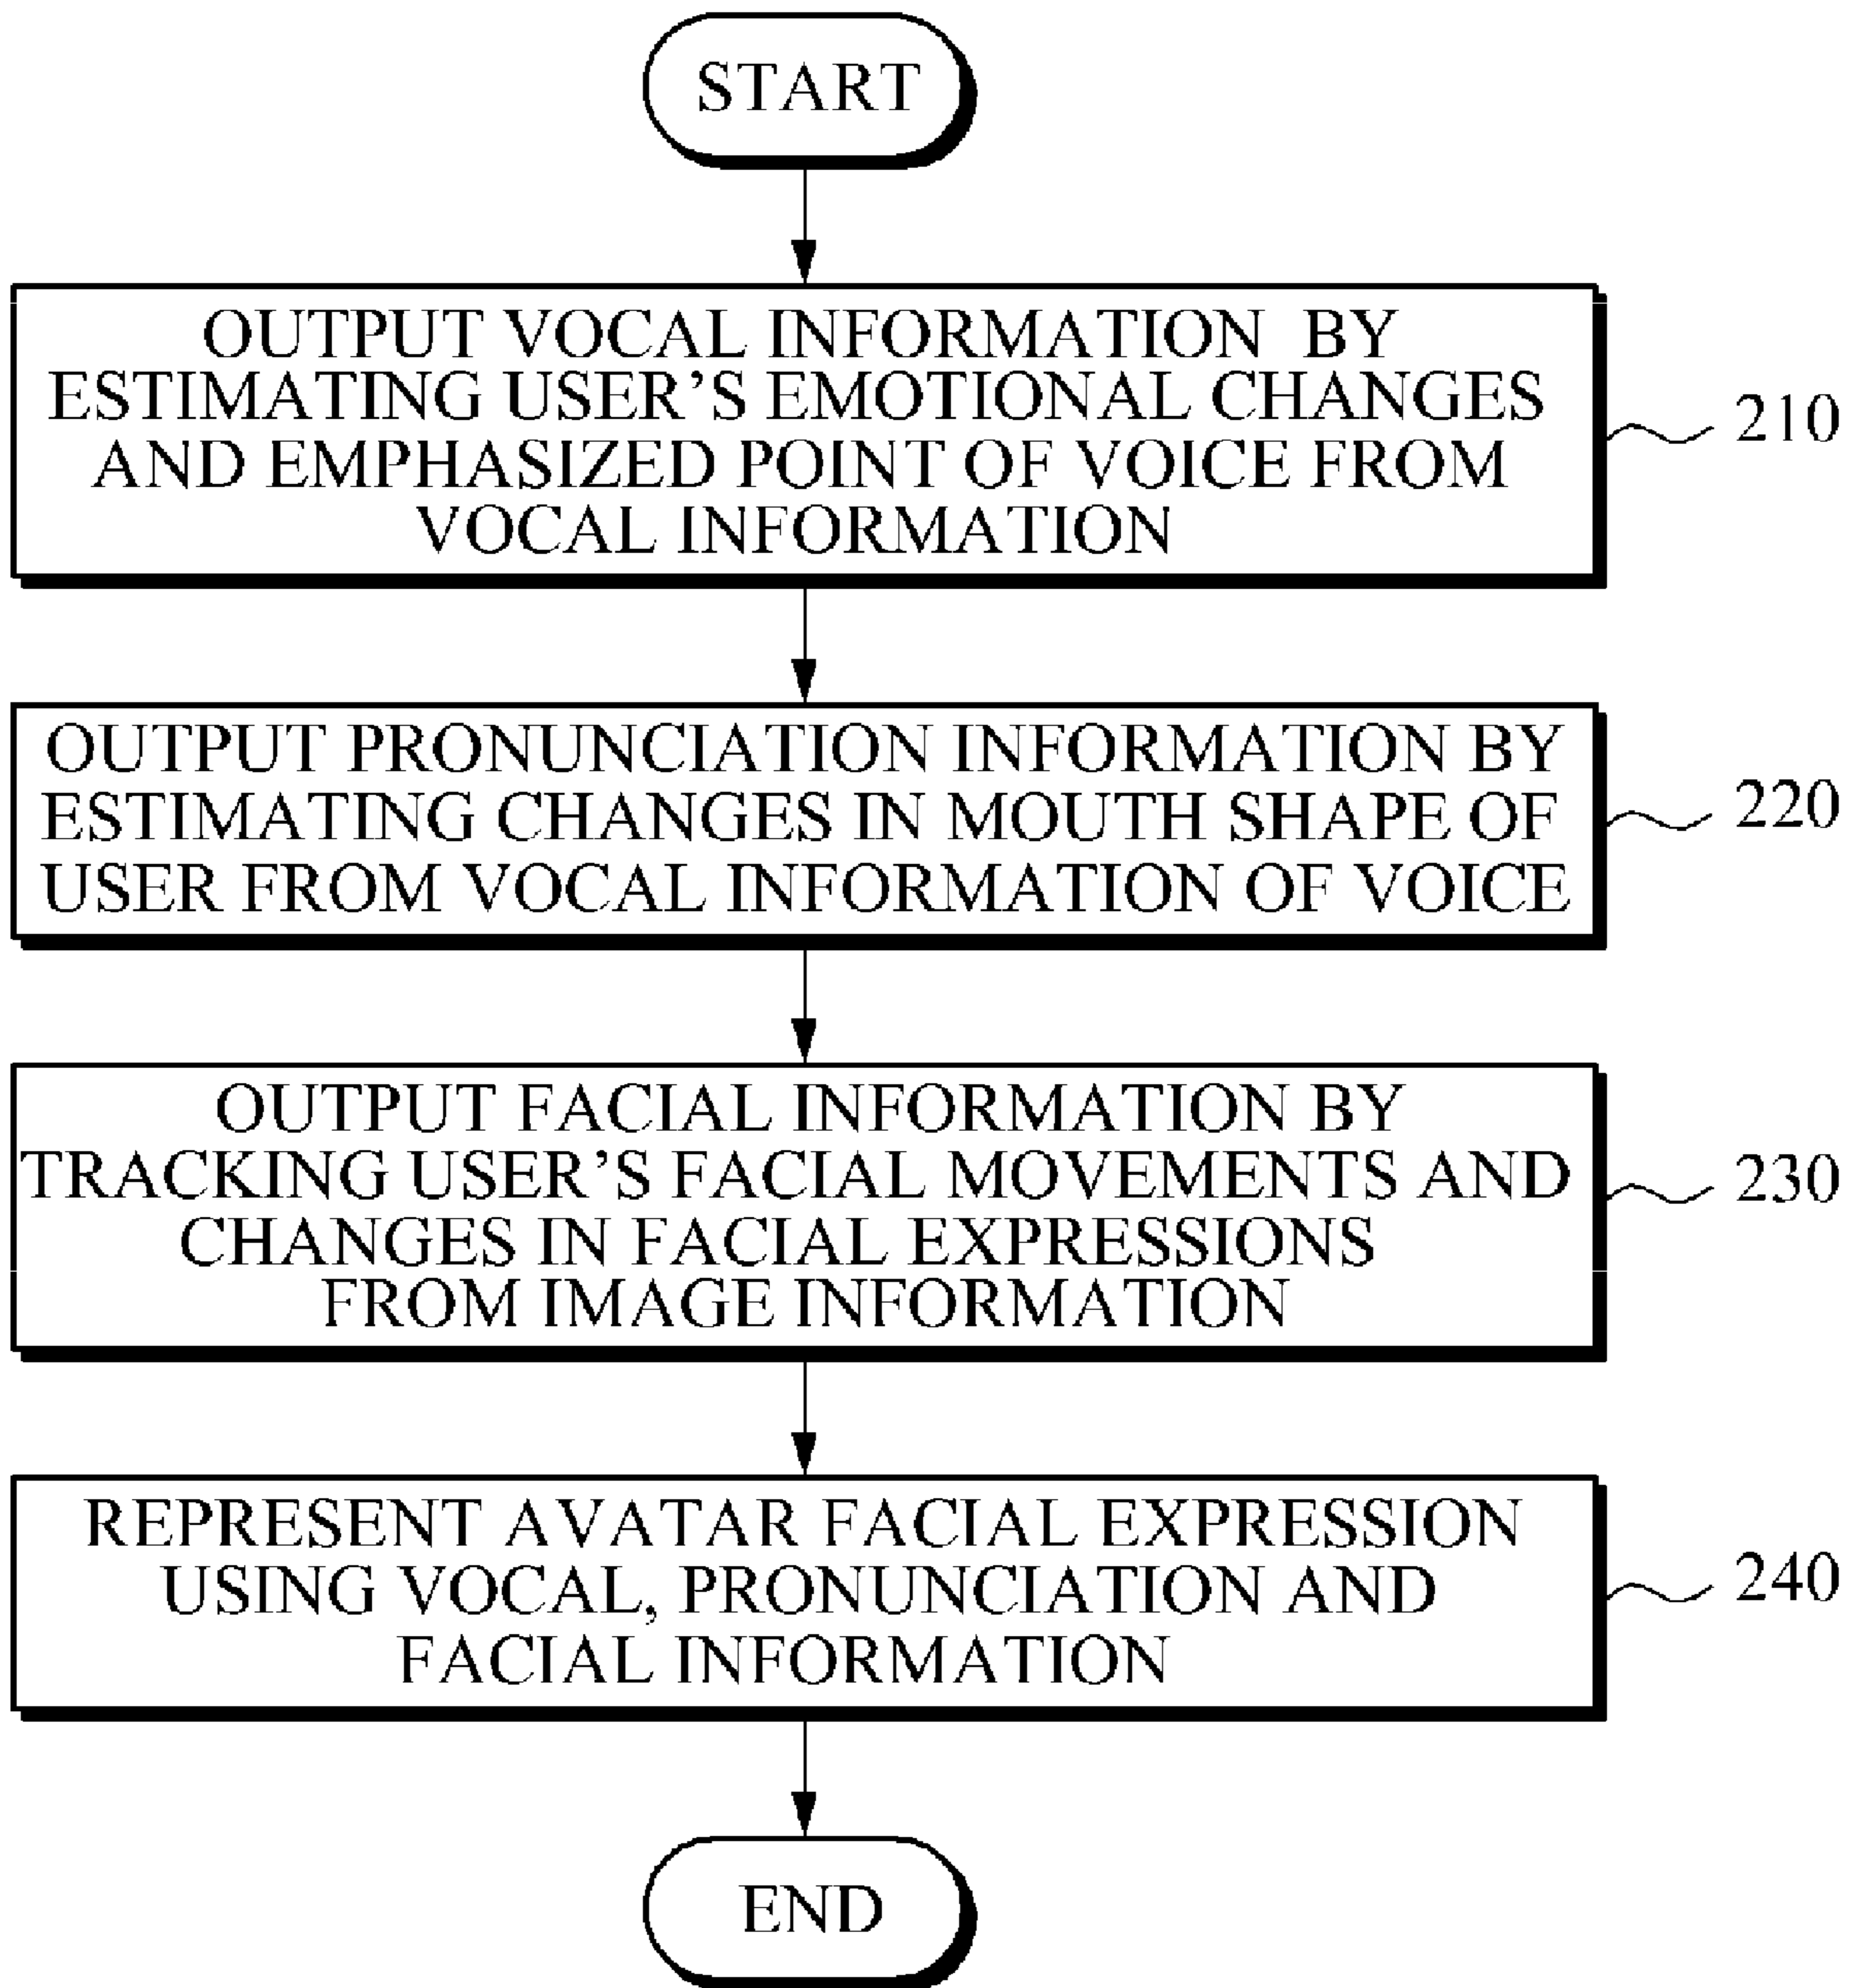 START
OUTPUT VOCAL INFORMATION BY
ESTIMATING USER'S EMOTIONAL CHANGES
AND EMPHASIZED POINT OF VOICE FROM
VOCAL INFORMATION
210
OUTPUT PRONUNCIATION INFORMATION BY
ESTIMATING CHANGES IN MOUTH SHAPE OF
USER FROM VOCAL INFORMATION OF VOICE
220
OUTPUT FACIAL INFORMATION BY
TRACKING USER'S FACIAL MOVEMENTS AND
CHANGES IN FACIAL EXPRESSIONS
FROM IMAGE INFORMATION
230
REPRESENT AVATAR FACIAL EXPRESSION
USING VOCAL, PRONUNCIATION AND
FACIAL INFORMATION
240
END